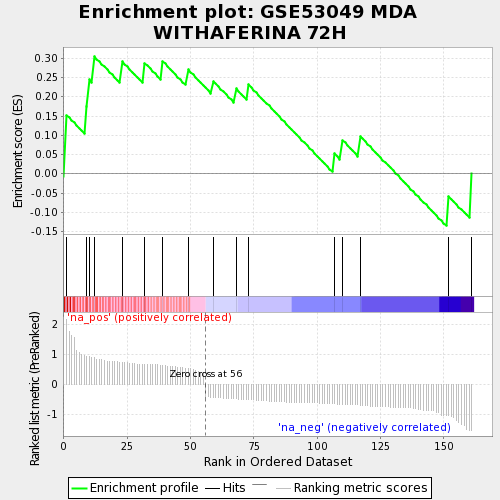 Enrichment plot: GSE53049 MDA
WITHAFERINA 72H
Enrichment score (ES)
0.30
0.25
0.20
0.15
0.10
0.05
0.00
-0.05
-0.10
-0.15
'na_pos' (positively correlated)
Ranked list metric (PreRanked)
2
1
0
-1
Zero cross at 56
'na_neg' (negatively correlated)
0 25 50 75 100 125 150
Rank in Ordered Dataset
Enrichment profile Hits Ranking metric scores